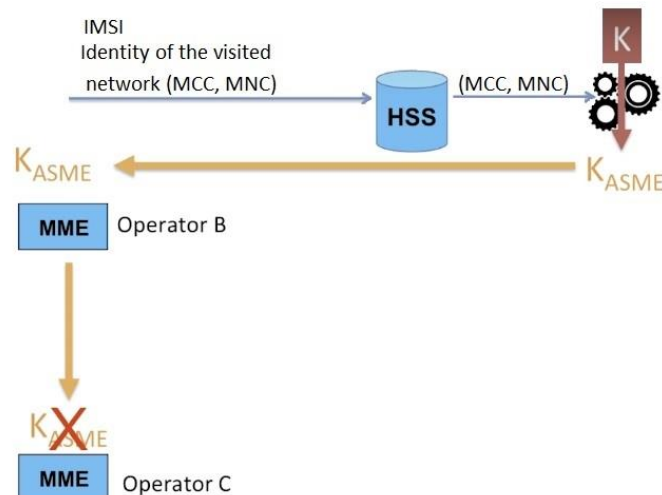 IMSI
Identity of the visited
network (MCC, MNC)
(MCC, MNC)
K
HSS
KASME
KASME
MME
Operator B
KASME
MME
Operator C